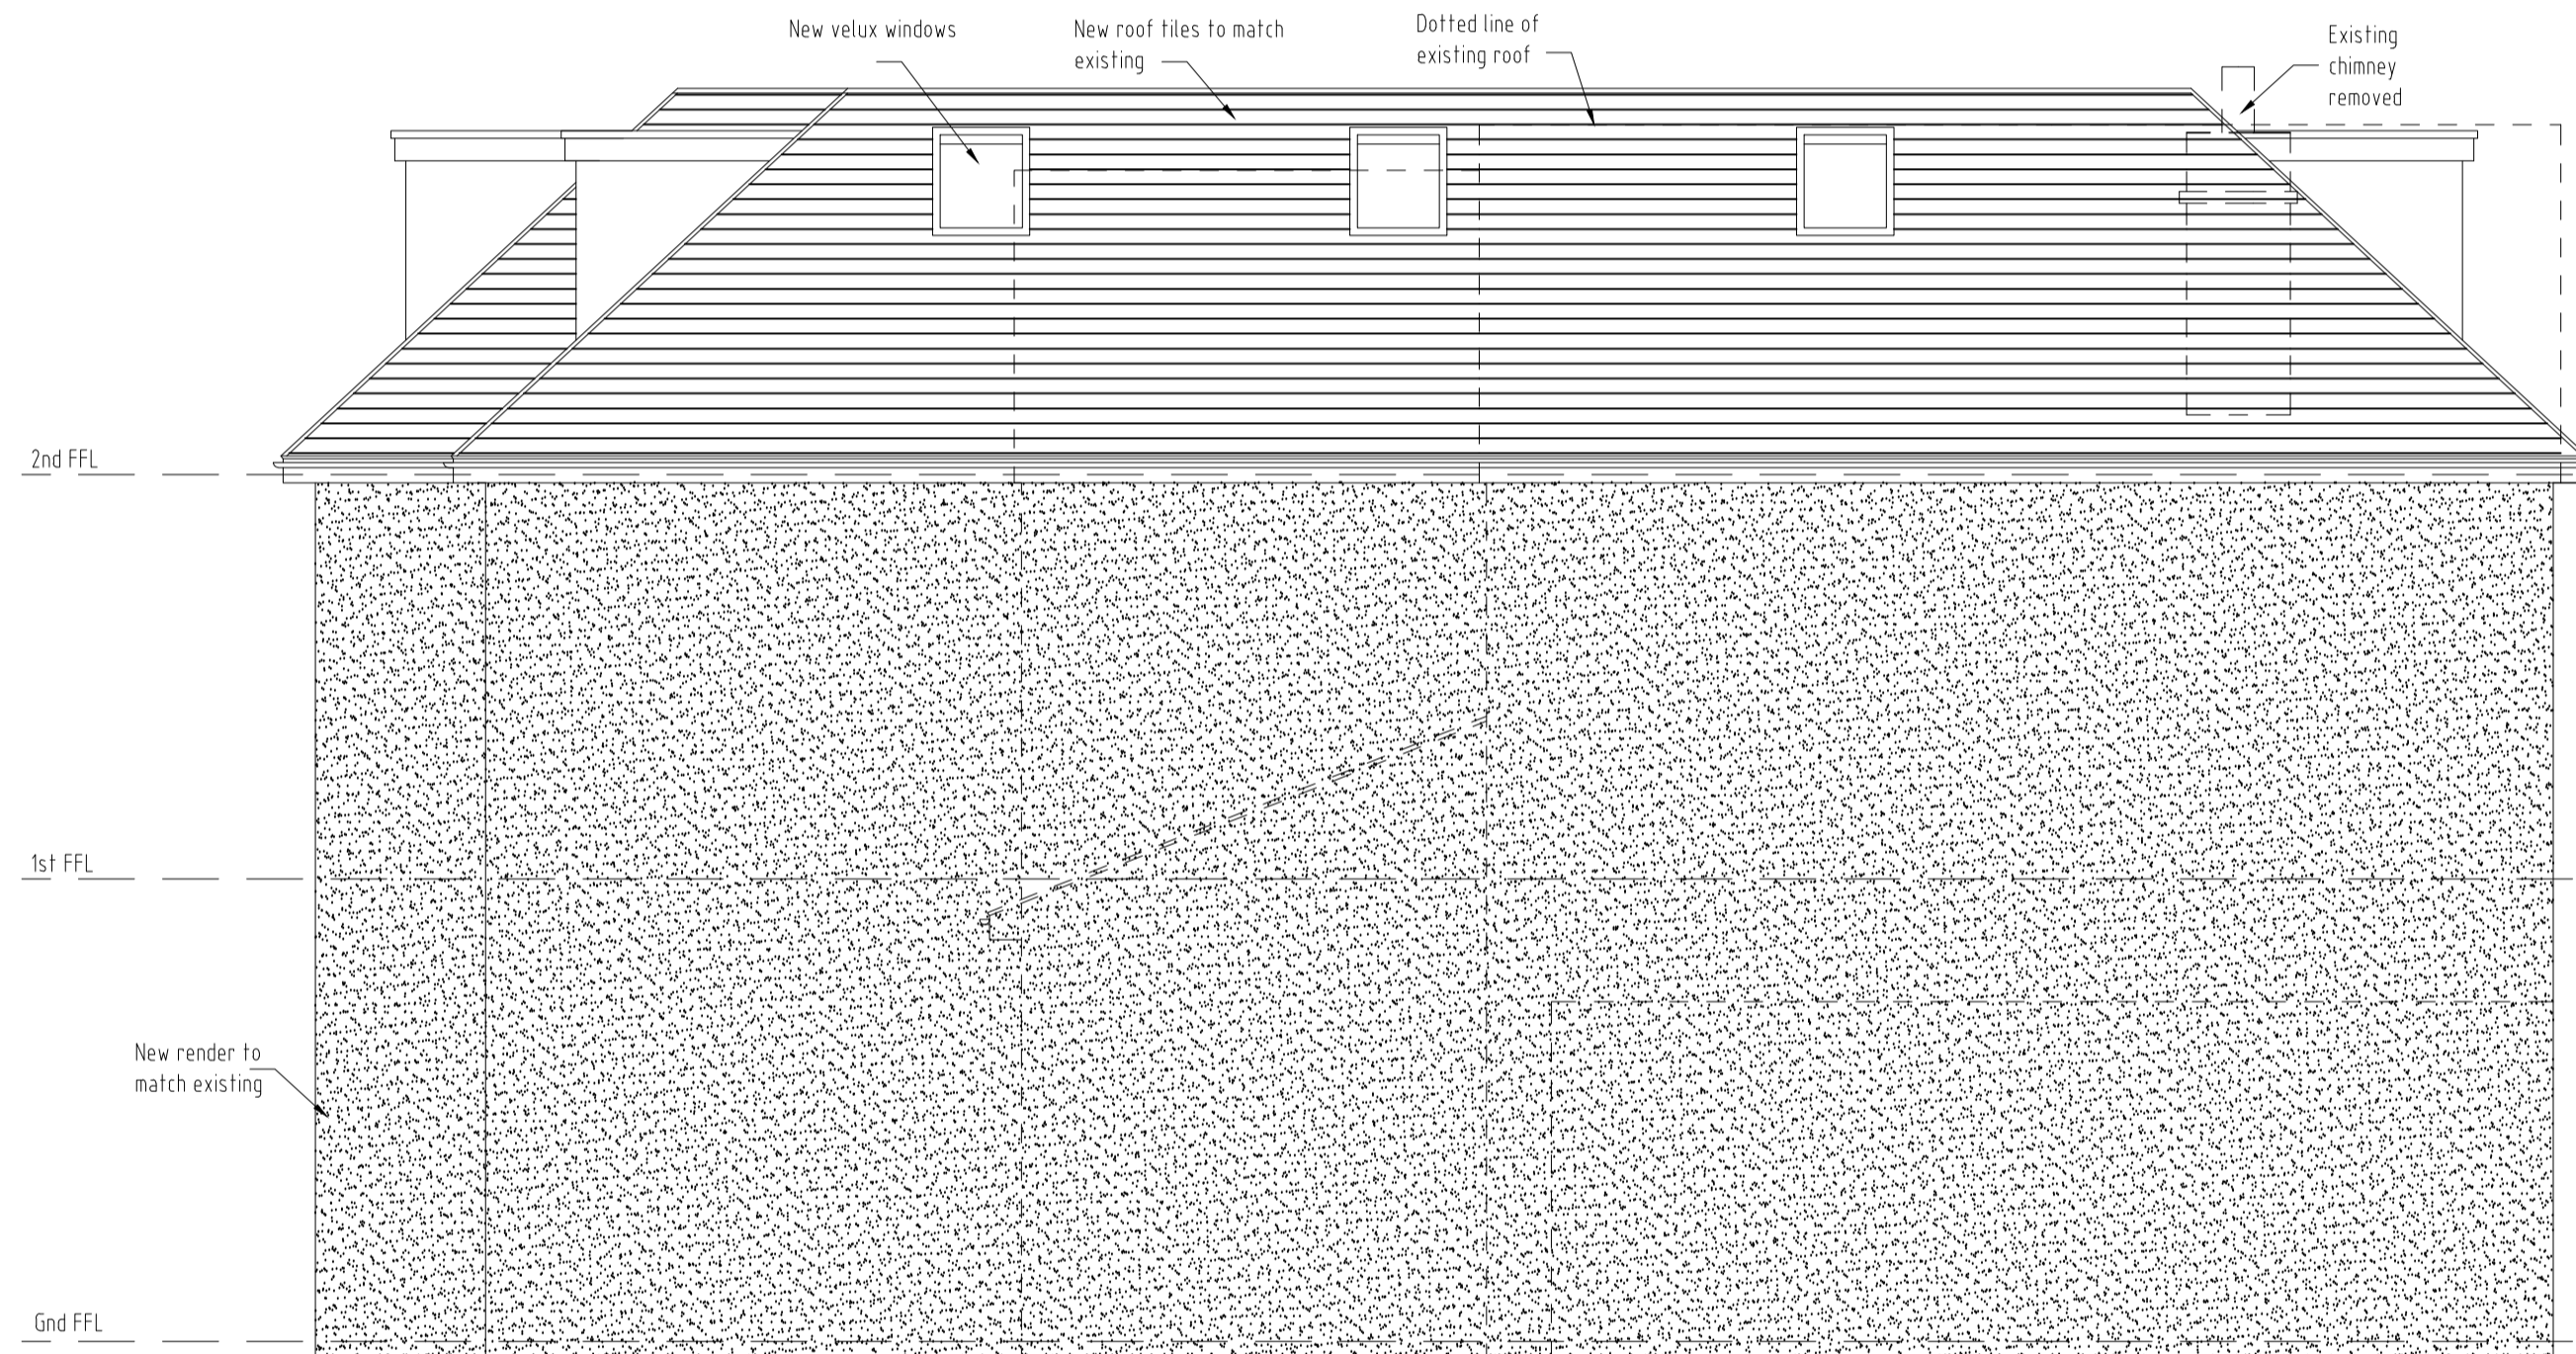 New velux windows
New roof tiles to match
existing
Dotted line of
existing roof
Existing
chimney
removed
2nd FFL
1st FFL
New render to
match existing
Gnd FFL